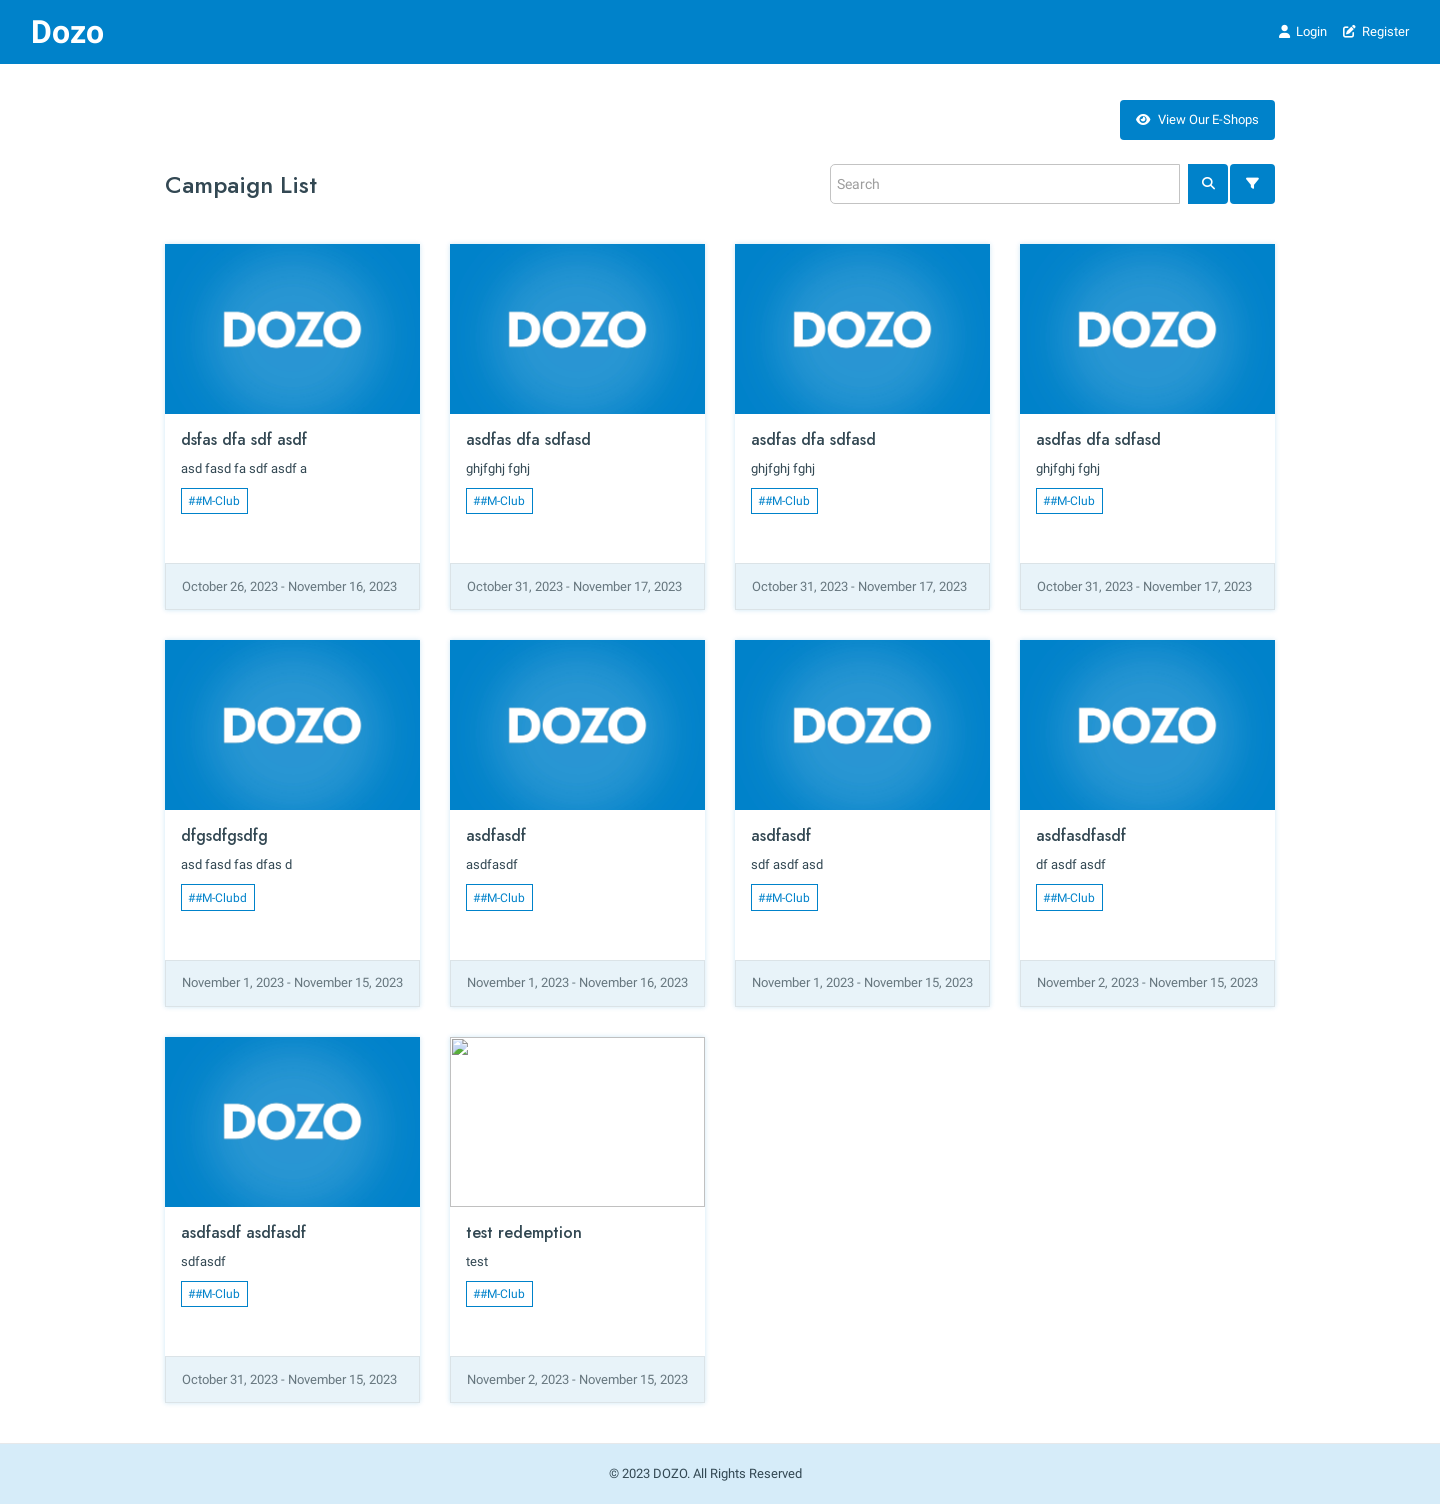 Dozo
Login Register
View Our E-Shops
Campaign List
Search
DOZO DOZO DOZO DOZO
dsfas dfa sdf asdf
asd fasd fa sdf asdf a
##M-Club
October 26, 2023 - November 16, 2023
asdfas dfa sdfasd
ghjfghj fghj
##M-Club
October 31, 2023 - November 17, 2023
asdfas dfa sdfasd
ghjfghj fghj
##M-Club
October 31, 2023 - November 17, 2023
asdfas dfa sdfasd
ghjfghj fghj
##M-Club
October 31, 2023 - November 17, 2023
DOZO DOZO DOZO DOZO
dfgsdfgsdfg
asd fasd fas dfas d
##M-Clubd
November 1, 2023 - November 15, 2023
asdfasdf
asdfasdf
##M-Club
November 1, 2023 - November 16, 2023
asdfasdf
sdf asdf asd
##M-Club
November 1, 2023 - November 15, 2023
asdfasdfasdf
df asdf asdf
##M-Club
November 2, 2023 - November 15, 2023
DOZO
asdfasdf asdfasdf
sdfasdf
##M-Club
October 31, 2023 - November 15, 2023
test redemption
test
##M-Club
November 2, 2023 - November 15, 2023
© 2023 DOZO. All Rights Reserved